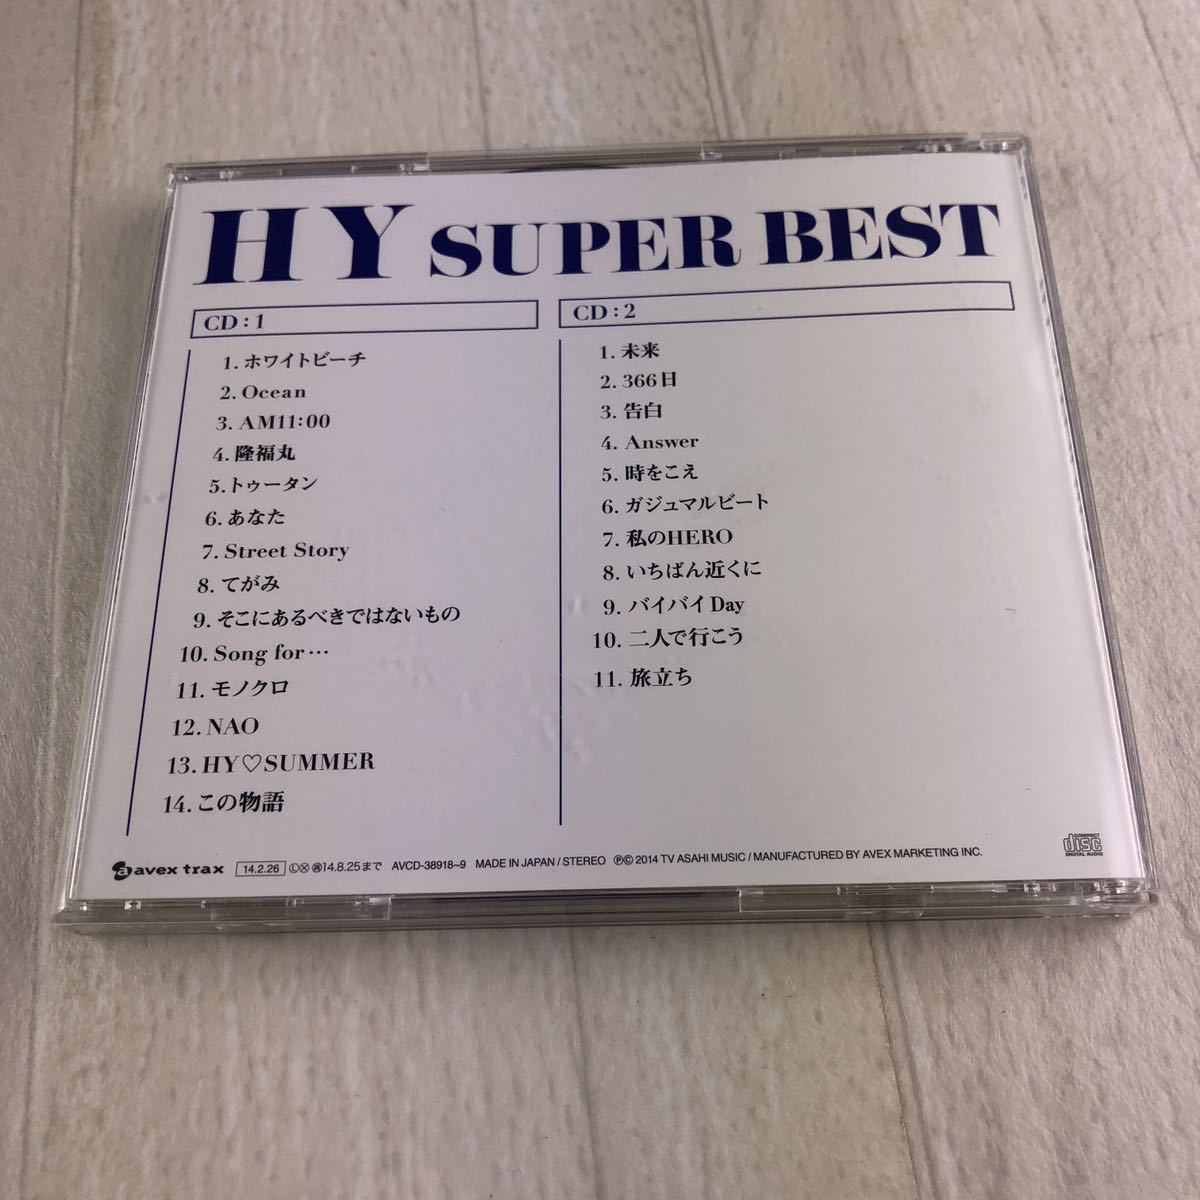 HY SUPER BEST
CD:1
1. ホワイトビーチ
2. Ocean
3. AM11:00
4. 隆福丸
5. トゥータン
6. あなた
7. Street Story
8. てがみ
9. そこにあるべきではないもの
10. Song for…
11. モノクロ
12. NAO
13. HY♡SUMMER
14. この物語
CD:2
1. 未来
2. 366日
3. 告白
4. Answer
5. 時をこえ
6. ガジュマルビート
7. 私のHERO
8. いちばん近くに
9. バイバイDay
10. 二人で行こう
11. 旅立ち
avex trax 14.2.26 Ⓛ 14.8.25まで AVCD-38918~9 MADE IN JAPAN / STEREO ℗© 2014 TV ASAHI MUSIC / MANUFACTURED BY AVEX MARKETING INC.
COMPACT
disc
DIGITAL AUDIO